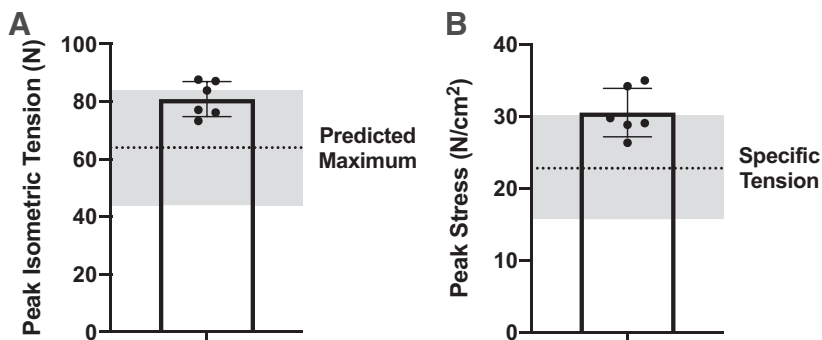 A
Peak Isometric Tension (N)
100
80
60
40
20
0
Predicted
Maximum
B
Peak Stress (N/cm²)
40
30
20
10
0
Specific
Tension